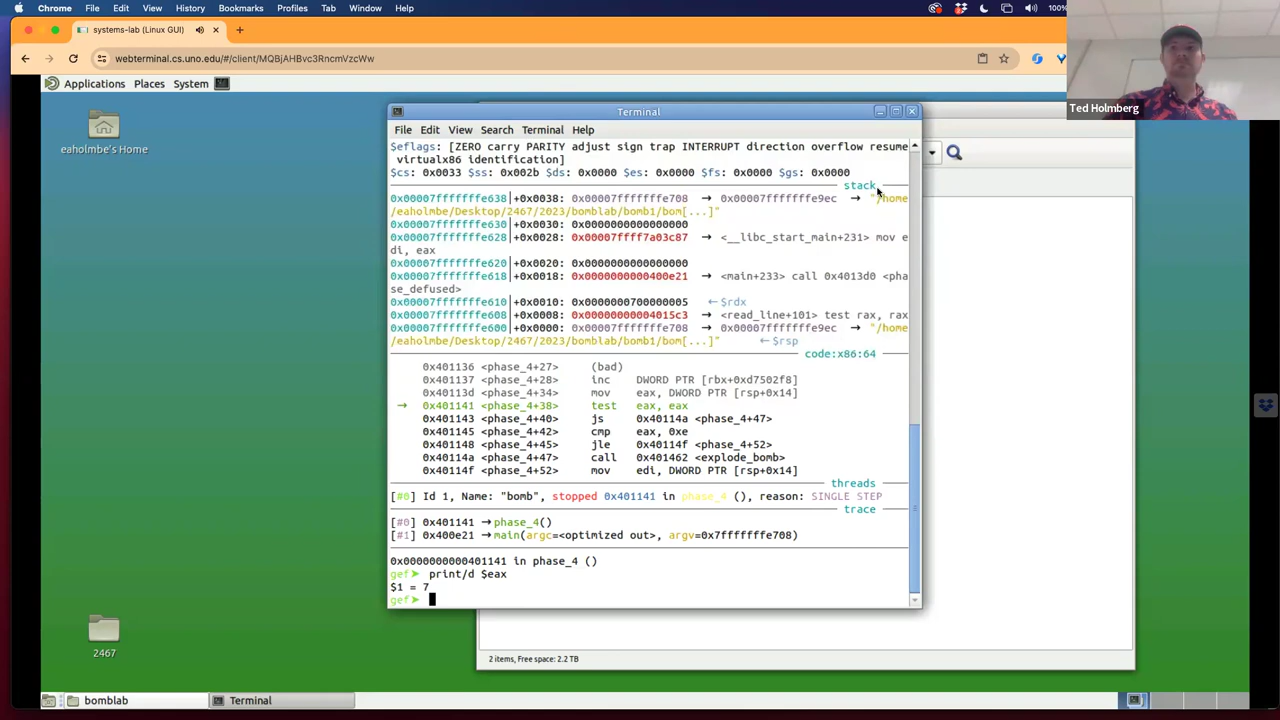 Chrome File Edit View History Bookmarks Profiles Tab Window Help 100%
systems-lab (Linux GUI)
webterminal.cs.uno.edu/#/client/MQBjAHBvc3RncmVzcWw
Ted Holmberg
Applications Places System
eaholmbe's Home
Terminal
File Edit View Search Terminal Help
$eflags: [ZERO carry PARITY adjust sign trap INTERRUPT direction overflow resume
virtualx86 identification]
$cs: 0x0033 $ss: 0x002b $ds: 0x0000 $es: 0x0000 $fs: 0x0000 $gs: 0x0000
stack
0x00007fffffffe638│+0x0038: 0x00007fffffffe708 → 0x00007fffffffe9ec → "/home
/eaholmbe/Desktop/2467/2023/bomblab/bomb1/bom[...]"
0x00007fffffffe630│+0x0030: 0x0000000000000000
0x00007fffffffe628│+0x0028: 0x00007ffff7a03c87 → <__libc_start_main+231> mov e
di, eax
0x00007fffffffe620│+0x0020: 0x0000000000000000
0x00007fffffffe618│+0x0018: 0x0000000000400e21 → <main+233> call 0x4013d0 <pha
se_defused>
0x00007fffffffe610│+0x0010: 0x0000000700000005 ←$rdx
0x00007fffffffe608│+0x0008: 0x00000000004015c3 → <read_line+101> test rax, rax
0x00007fffffffe600│+0x0000: 0x00007fffffffe708 → 0x00007fffffffe9ec → "/home
/eaholmbe/Desktop/2467/2023/bomblab/bomb1/bom[...]" ←$rsp
code:x86:64
0x401136 <phase_4+27> (bad)
0x401137 <phase_4+28> inc DWORD PTR [rbx+0xd7502f8]
0x40113d <phase_4+34> mov eax, DWORD PTR [rsp+0x14]
→ 0x401141 <phase_4+38> test eax, eax
0x401143 <phase_4+40> js 0x40114a <phase_4+47>
0x401145 <phase_4+42> cmp eax, 0xe
0x401148 <phase_4+45> jle 0x40114f <phase_4+52>
0x40114a <phase_4+47> call 0x401462 <explode_bomb>
0x40114f <phase_4+52> mov edi, DWORD PTR [rsp+0x14]
threads
[#0] Id 1, Name: "bomb", stopped 0x401141 in phase_4 (), reason: SINGLE STEP
trace
[#0] 0x401141 →phase_4()
[#1] 0x400e21 →main(argc=<optimized out>, argv=0x7fffffffe708)
0x0000000000401141 in phase_4 ()
gef➤ print/d $eax
$1 = 7
gef➤
2467
2 items, Free space: 2.2 TB
bomblab
Terminal